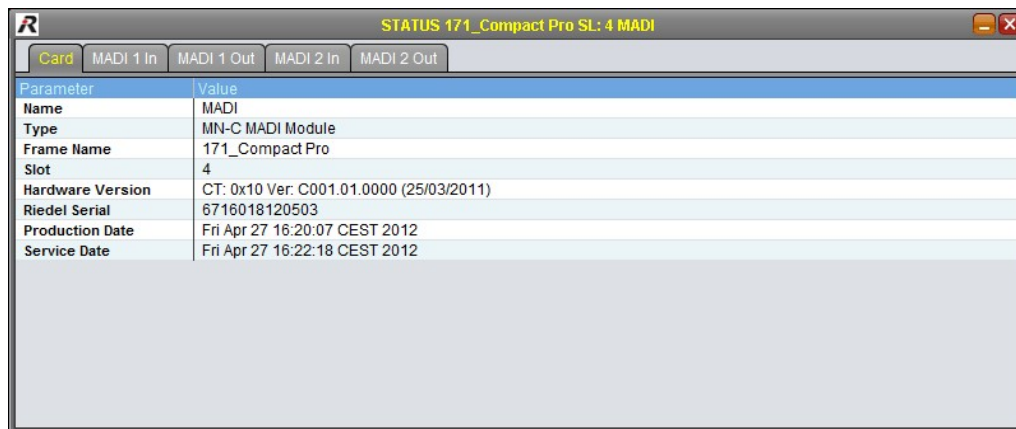 STATUS 171_Compact Pro SL: 4 MADI
Card MADI 1 In MADI 1 Out MADI 2 In MADI 2 Out
Parameter Value
Name MADI
Type MN-C MADI Module
Frame Name 171_Compact Pro
Slot 4
Hardware Version CT: 0x10 Ver: C001.01.0000 (25/03/2011)
Riedel Serial 6716018120503
Production Date Fri Apr 27 16:20:07 CEST 2012
Service Date Fri Apr 27 16:22:18 CEST 2012